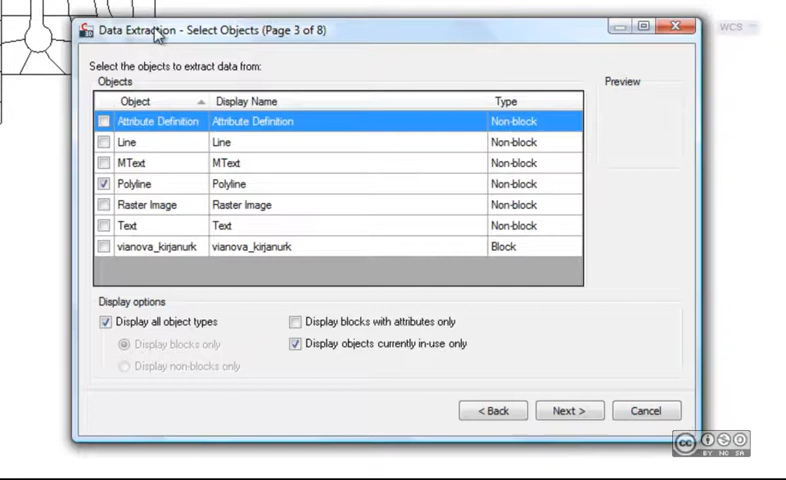 Data Extraction - Select Objects (Page 3 of 8)
WCS
Select the objects to extract data from:
Objects
Preview
Object Display Name Type
Attribute Definition Attribute Definition Non-block
Line Line Non-block
MText MText Non-block
Polyline Polyline Non-block
Raster Image Raster Image Non-block
Text Text Non-block
vianova_kirjanurk vianova_kirjanurk Block
Display options
Display all object types
Display blocks with attributes only
Display blocks only
Display objects currently in-use only
Display non-blocks only
< Back Next > Cancel
cc
BY NC SA